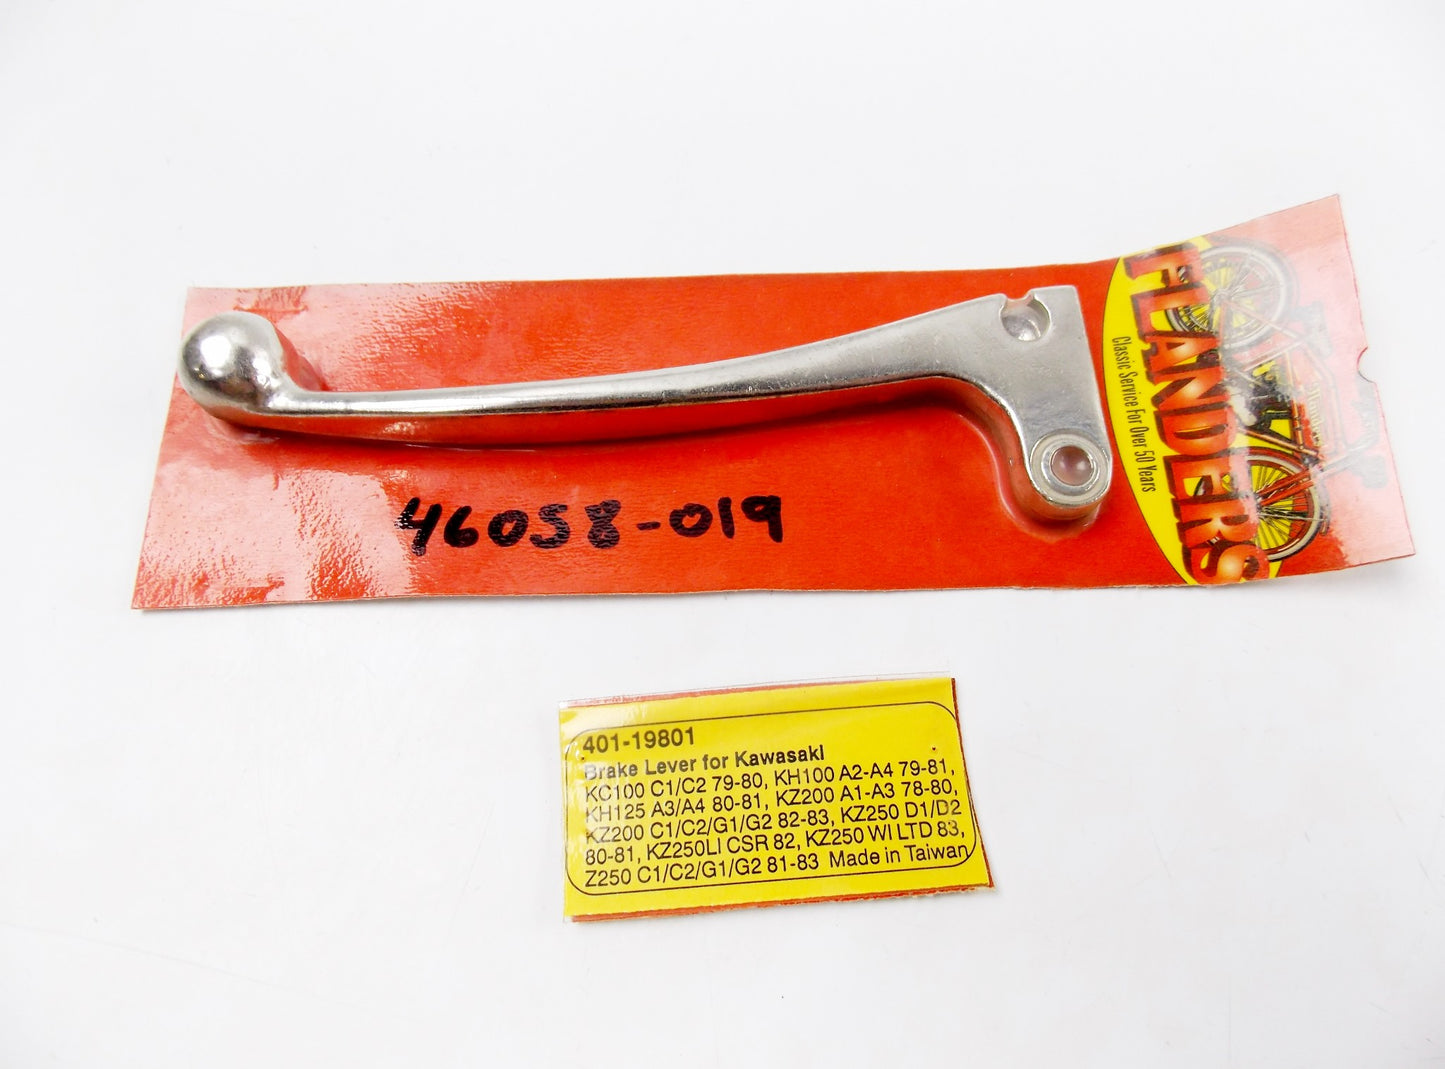 FLANDERS
Classic Service For Over 50 Years
46058-019
401-19801
Brake Lever for Kawasaki
KC100 C1/C2 79-80, KH100 A2-A4 79-81,
KH125 A3/A4 80-81, KZ200 A1-A3 78-80,
KZ200 C1/C2/G1/G2 82-83, KZ250 D1/D2
80-81, KZ250LI CSR 82, KZ250 WI LTD 83,
Z250 C1/C2/G1/G2 81-83 Made in Taiwan